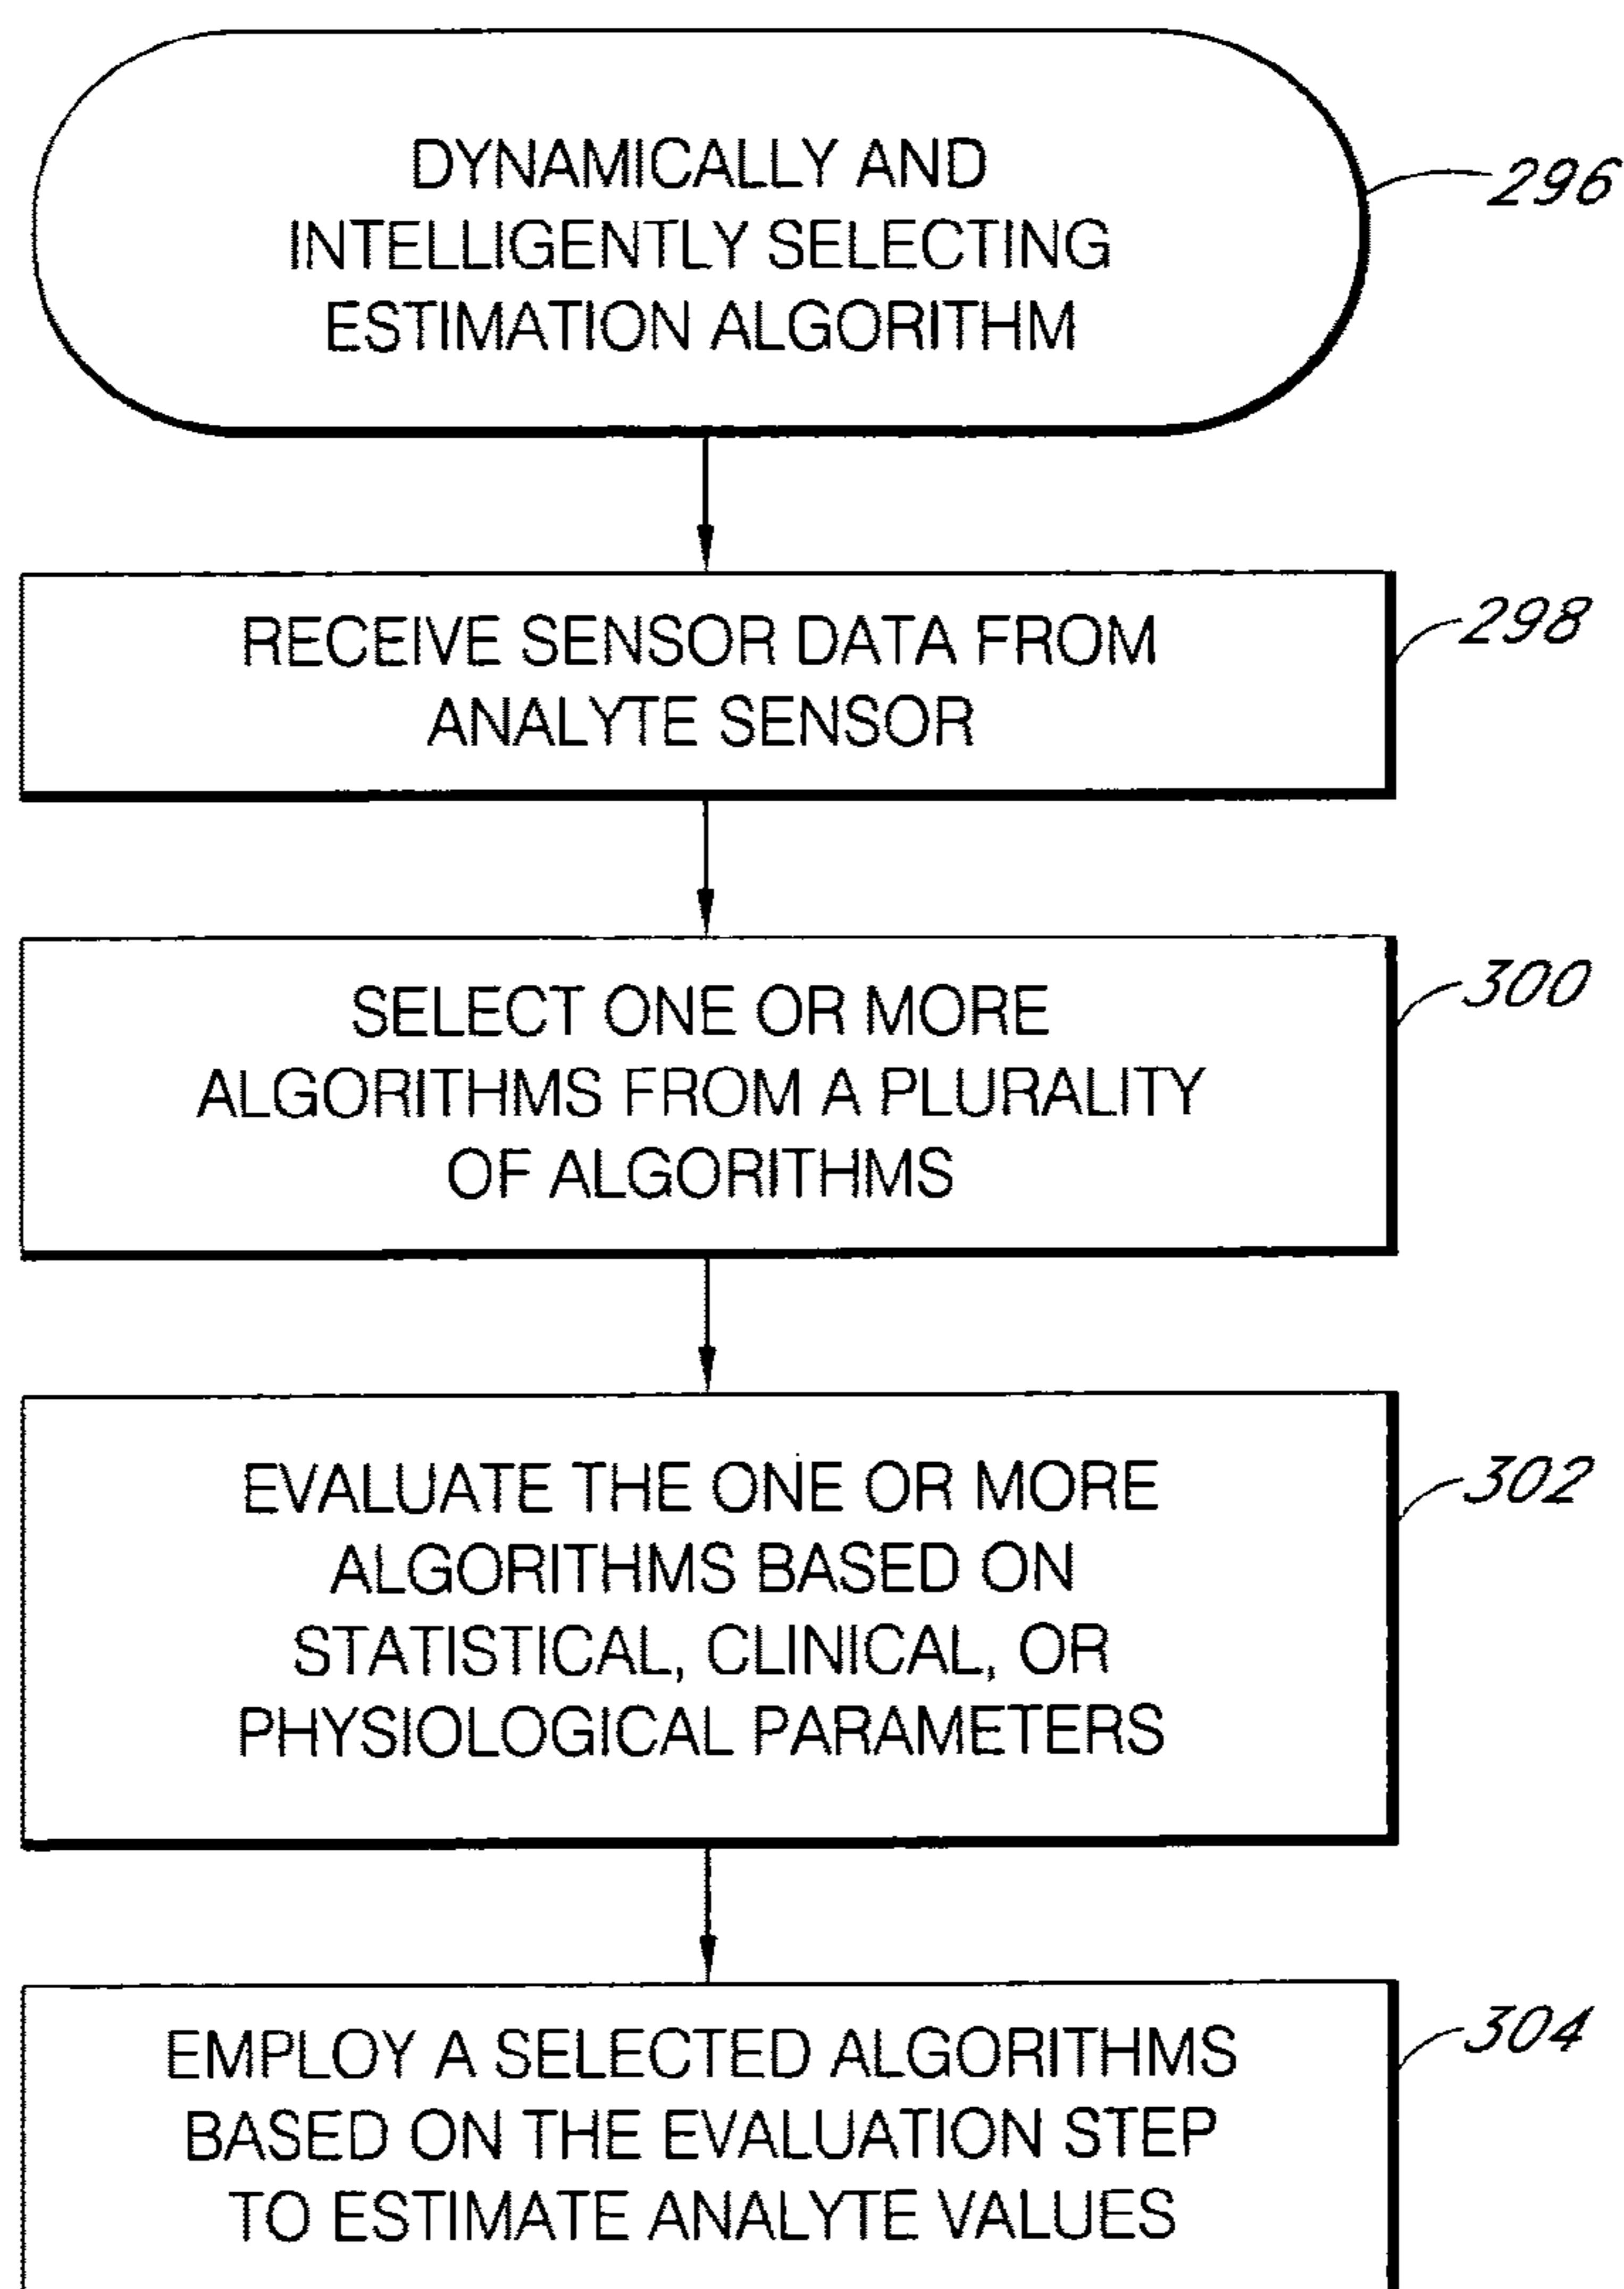 DYNAMICALLY AND
INTELLIGENTLY SELECTING
ESTIMATION ALGORITHM
296
RECEIVE SENSOR DATA FROM
ANALYTE SENSOR
298
SELECT ONE OR MORE
ALGORITHMS FROM A PLURALITY
OF ALGORITHMS
300
EVALUATE THE ONE OR MORE
ALGORITHMS BASED ON
STATISTICAL, CLINICAL, OR
PHYSIOLOGICAL PARAMETERS
302
EMPLOY A SELECTED ALGORITHMS
BASED ON THE EVALUATION STEP
TO ESTIMATE ANALYTE VALUES
304